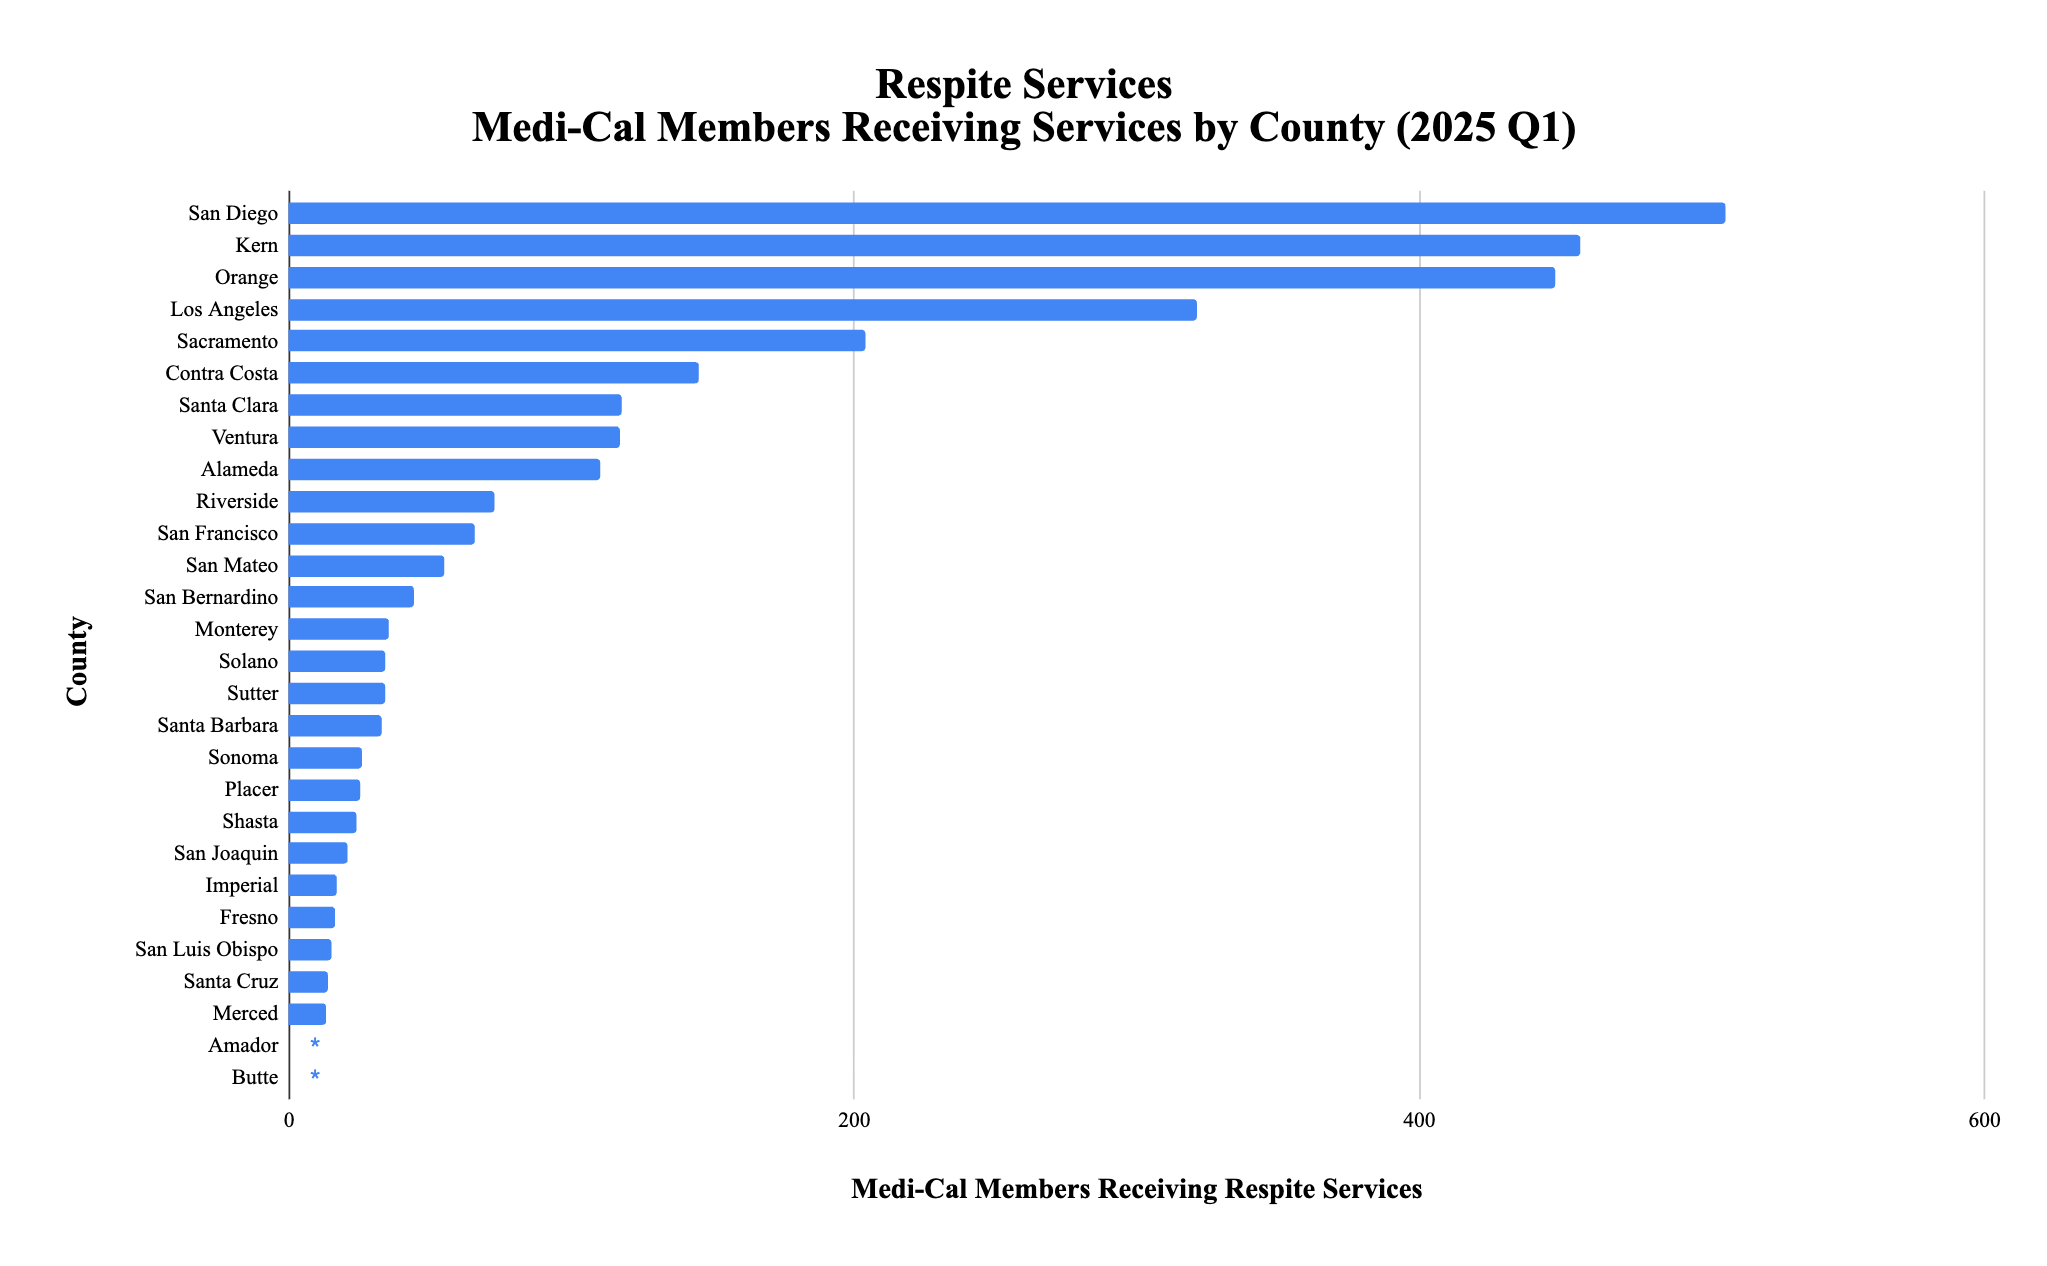 Respite Services
Medi-Cal Members Receiving Services by County (2025 Q1)
San Diego
Kern
Orange
Los Angeles
Sacramento
Contra Costa
Santa Clara
Ventura
Alameda
Riverside
San Francisco
San Mateo
San Bernardino
Monterey
Solano
Sutter
Santa Barbara
Sonoma
Placer
Shasta
San Joaquin
Imperial
Fresno
San Luis Obispo
Santa Cruz
Merced
Amador *
Butte *
County
0 200 400 600
Medi-Cal Members Receiving Respite Services